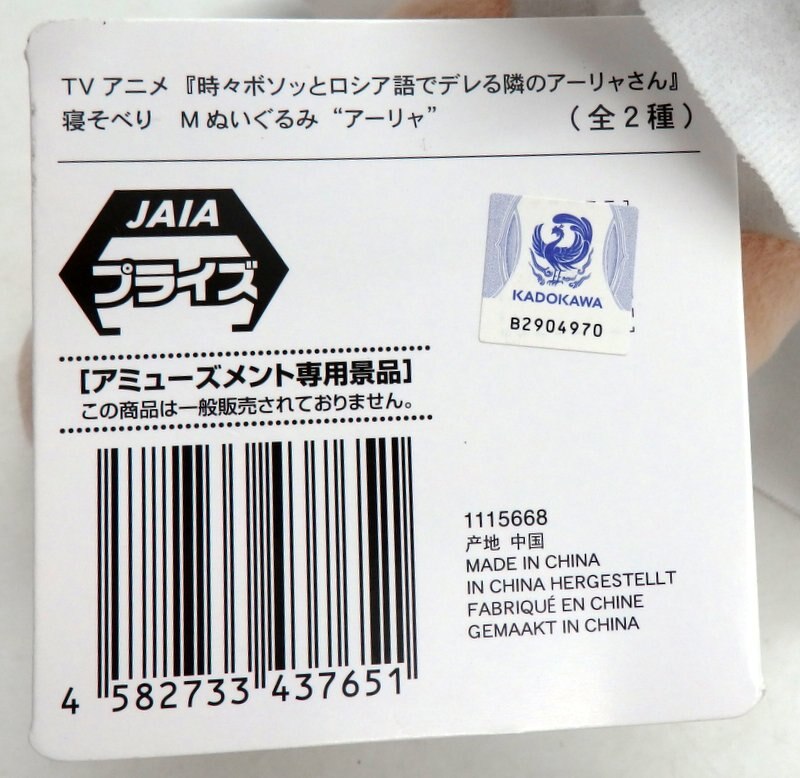 TV アニメ『時々ボソッとロシア語でデレる隣のアーリャさん』
寝そべり M ぬいぐるみ “アーリャ” （全2種）
JAIA
プライズ
KADOKAWA
B2904970
［アミューズメント専用景品］
この商品は一般販売されておりません。
4 582733 437651
1115668
产地 中国
MADE IN CHINA
IN CHINA HERGESTELLT
FABRIQUÉ EN CHINE
GEMAAKT IN CHINA